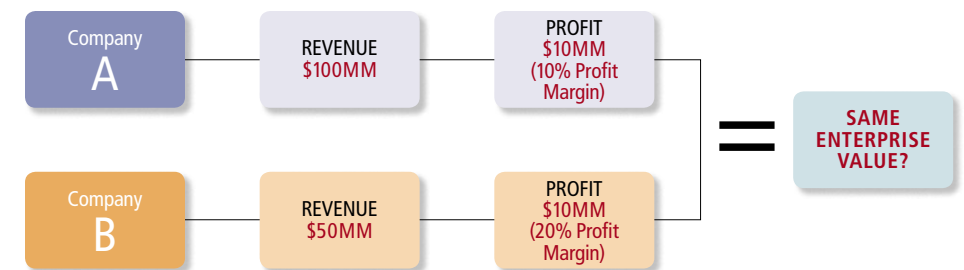 Company
A
REVENUE
$100MM
PROFIT
$10MM
(10% Profit
Margin)
Company
B
REVENUE
$50MM
PROFIT
$10MM
(20% Profit
Margin)
=
SAME
ENTERPRISE
VALUE?